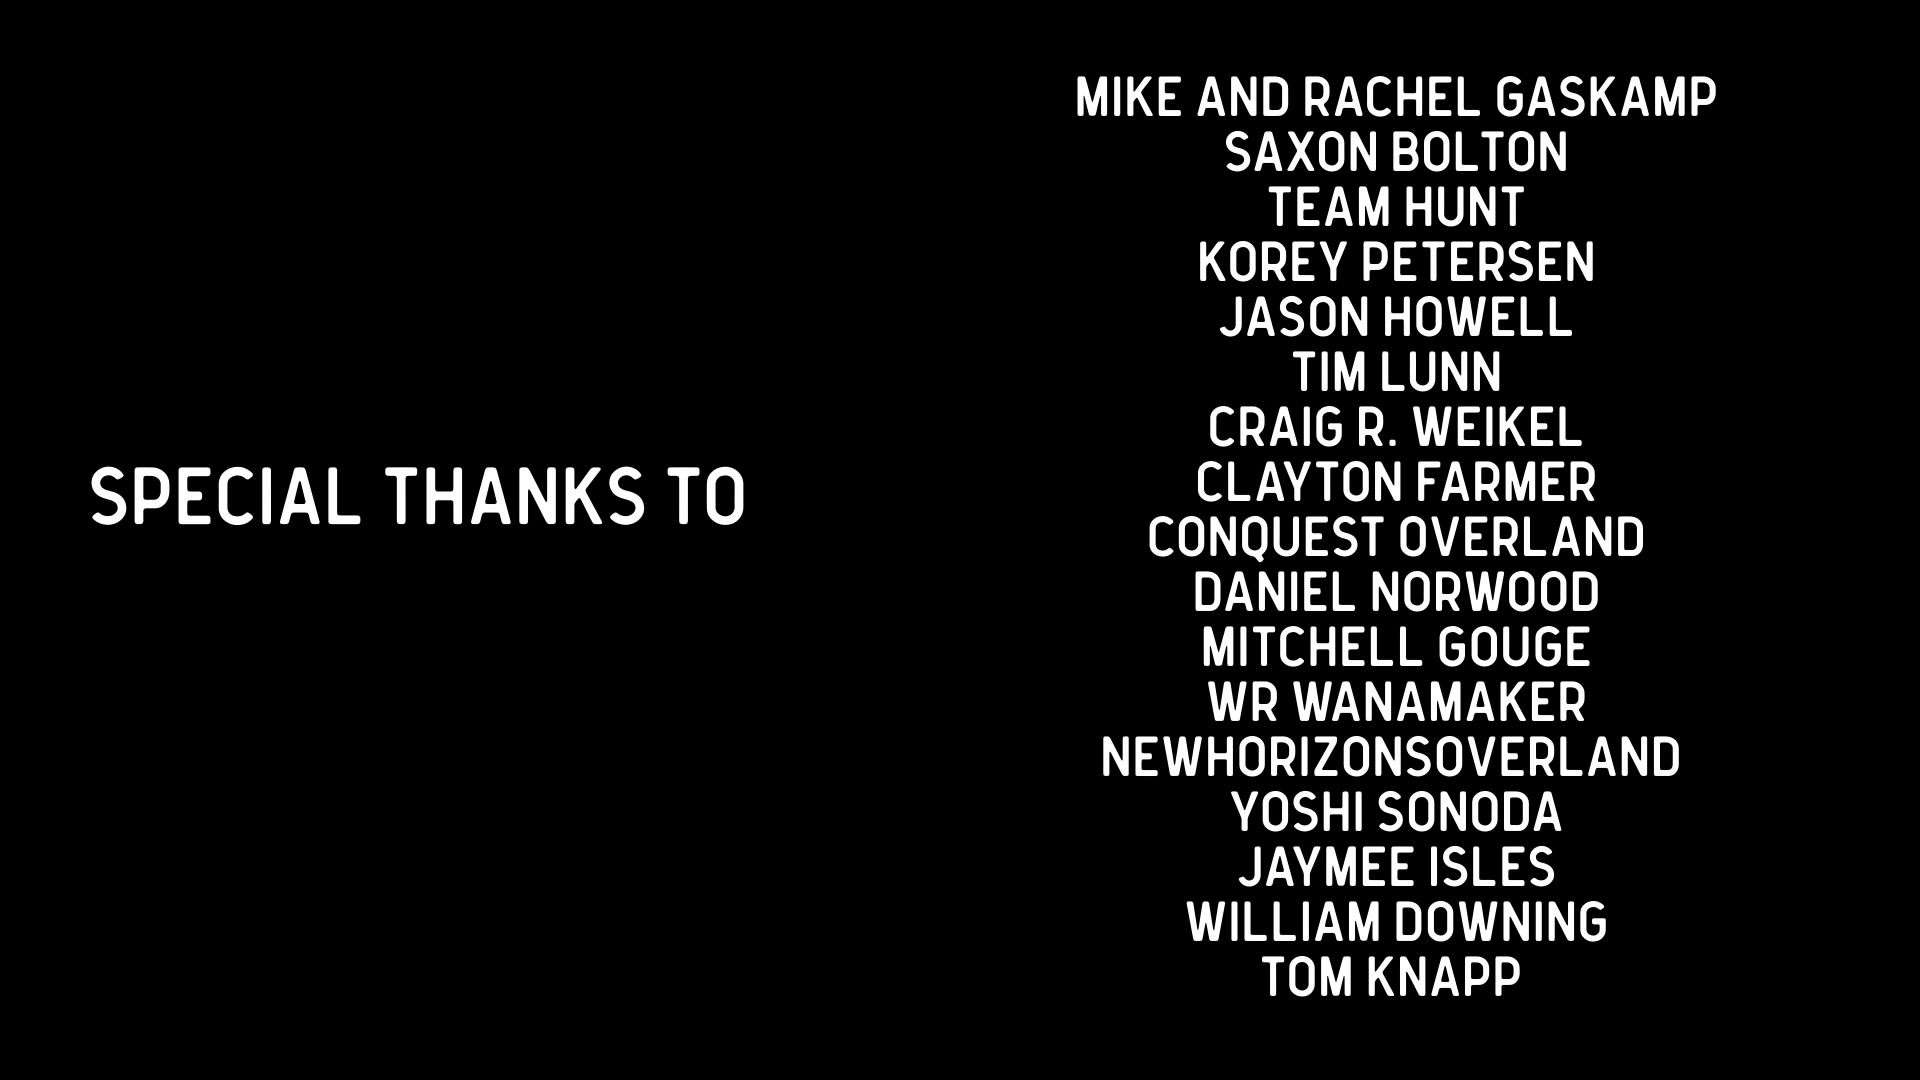 SPECIAL THANKS TO
MIKE AND RACHEL GASKAMP
SAXON BOLTON
TEAM HUNT
KOREY PETERSEN
JASON HOWELL
TIM LUNN
CRAIG R. WEIKEL
CLAYTON FARMER
CONQUEST OVERLAND
DANIEL NORWOOD
MITCHELL GOUGE
WR WANAMAKER
NEWHORIZONSOVERLAND
YOSHI SONODA
JAYMEE ISLES
WILLIAM DOWNING
TOM KNAPP